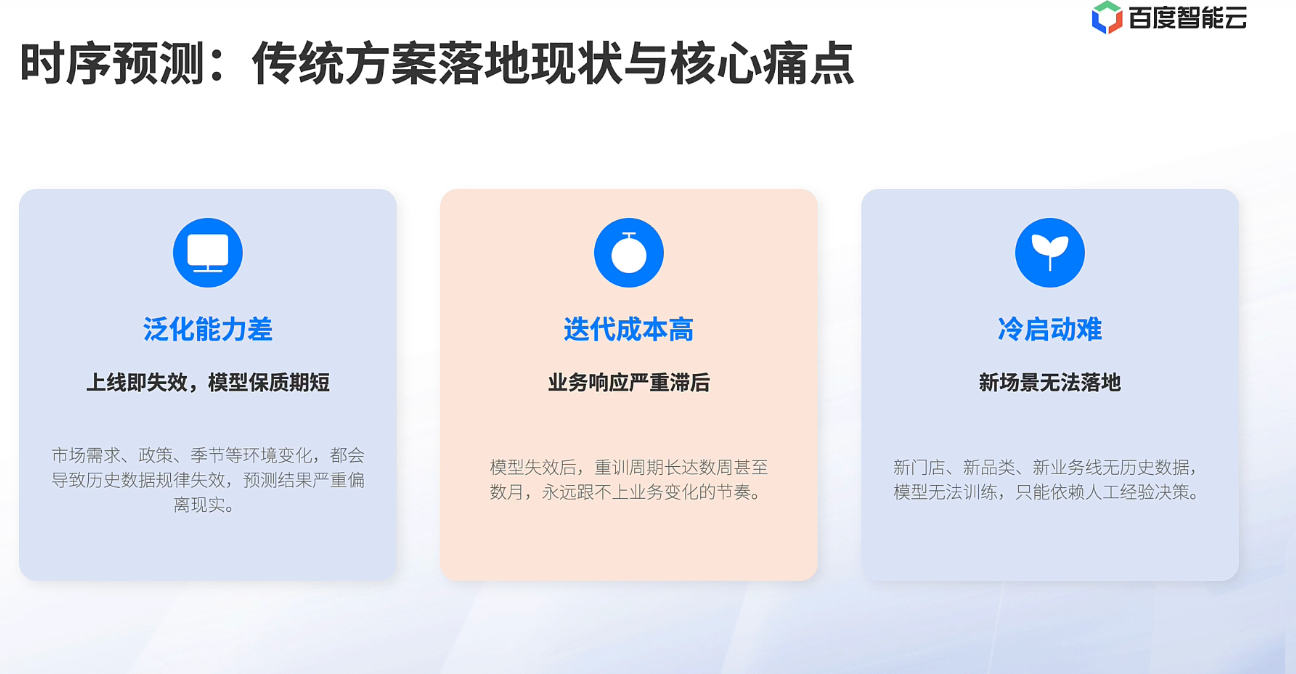 百度智能云
时序预测：传统方案落地现状与核心痛点
泛化能力差
上线即失效，模型保质期短
市场需求、政策、季节等环境变化，都会
导致历史数据规律失效，预测结果严重偏
离现实。
迭代成本高
业务响应严重滞后
模型失效后，重训周期长达数周甚至
数月，永远跟不上业务变化的节奏。
冷启动难
新场景无法落地
新门店、新品类、新业务线无历史数据，
模型无法训练，只能依赖人工经验决策。